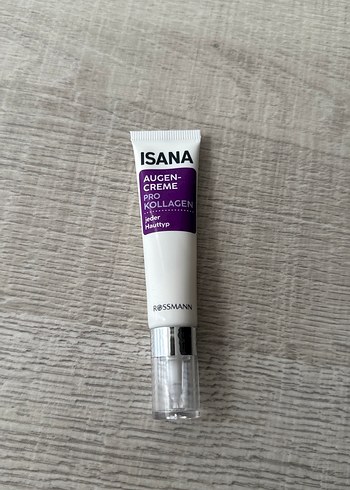 ISANA
AUGEN-
CREME
PRO
KOLLAGEN
jeder
Hauttyp
ROSSMANN